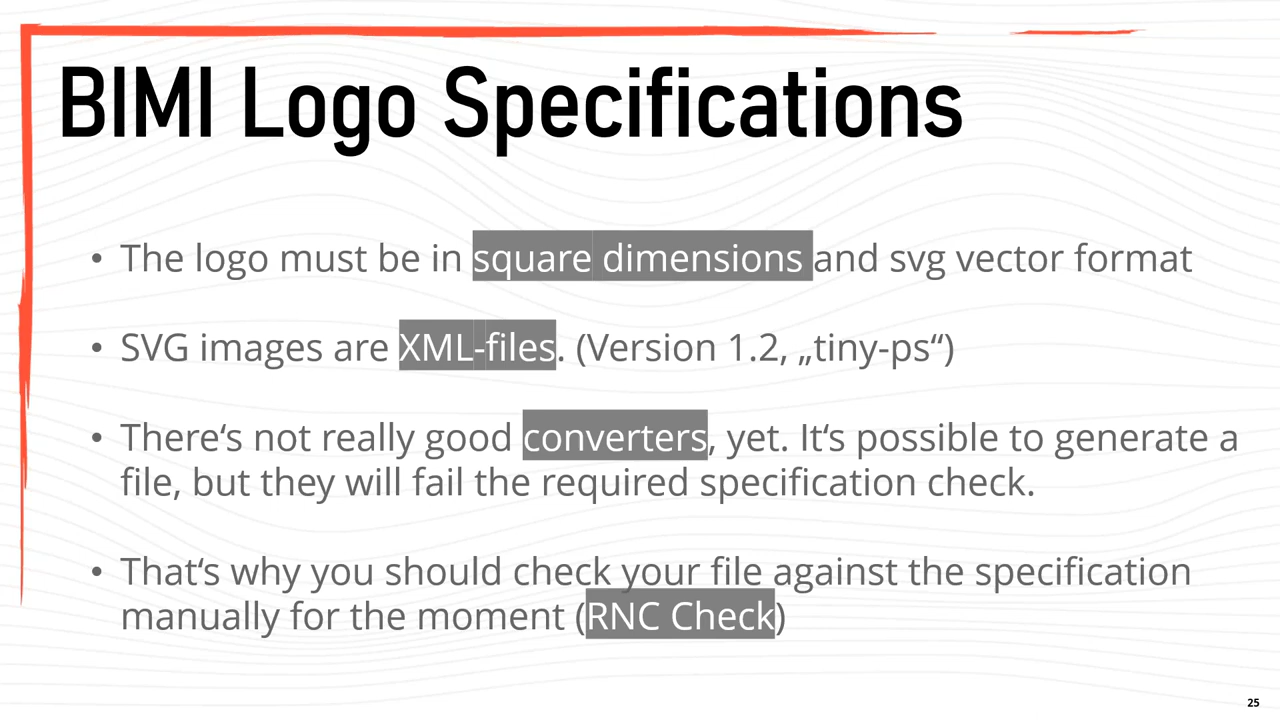 BIMI Logo Specifications
• The logo must be in square dimensions and svg vector format
• SVG images are XML-files. (Version 1.2, „tiny-ps“)
• There‘s not really good converters, yet. It‘s possible to generate a
file, but they will fail the required specification check.
• That‘s why you should check your file against the specification
manually for the moment (RNC Check)
25